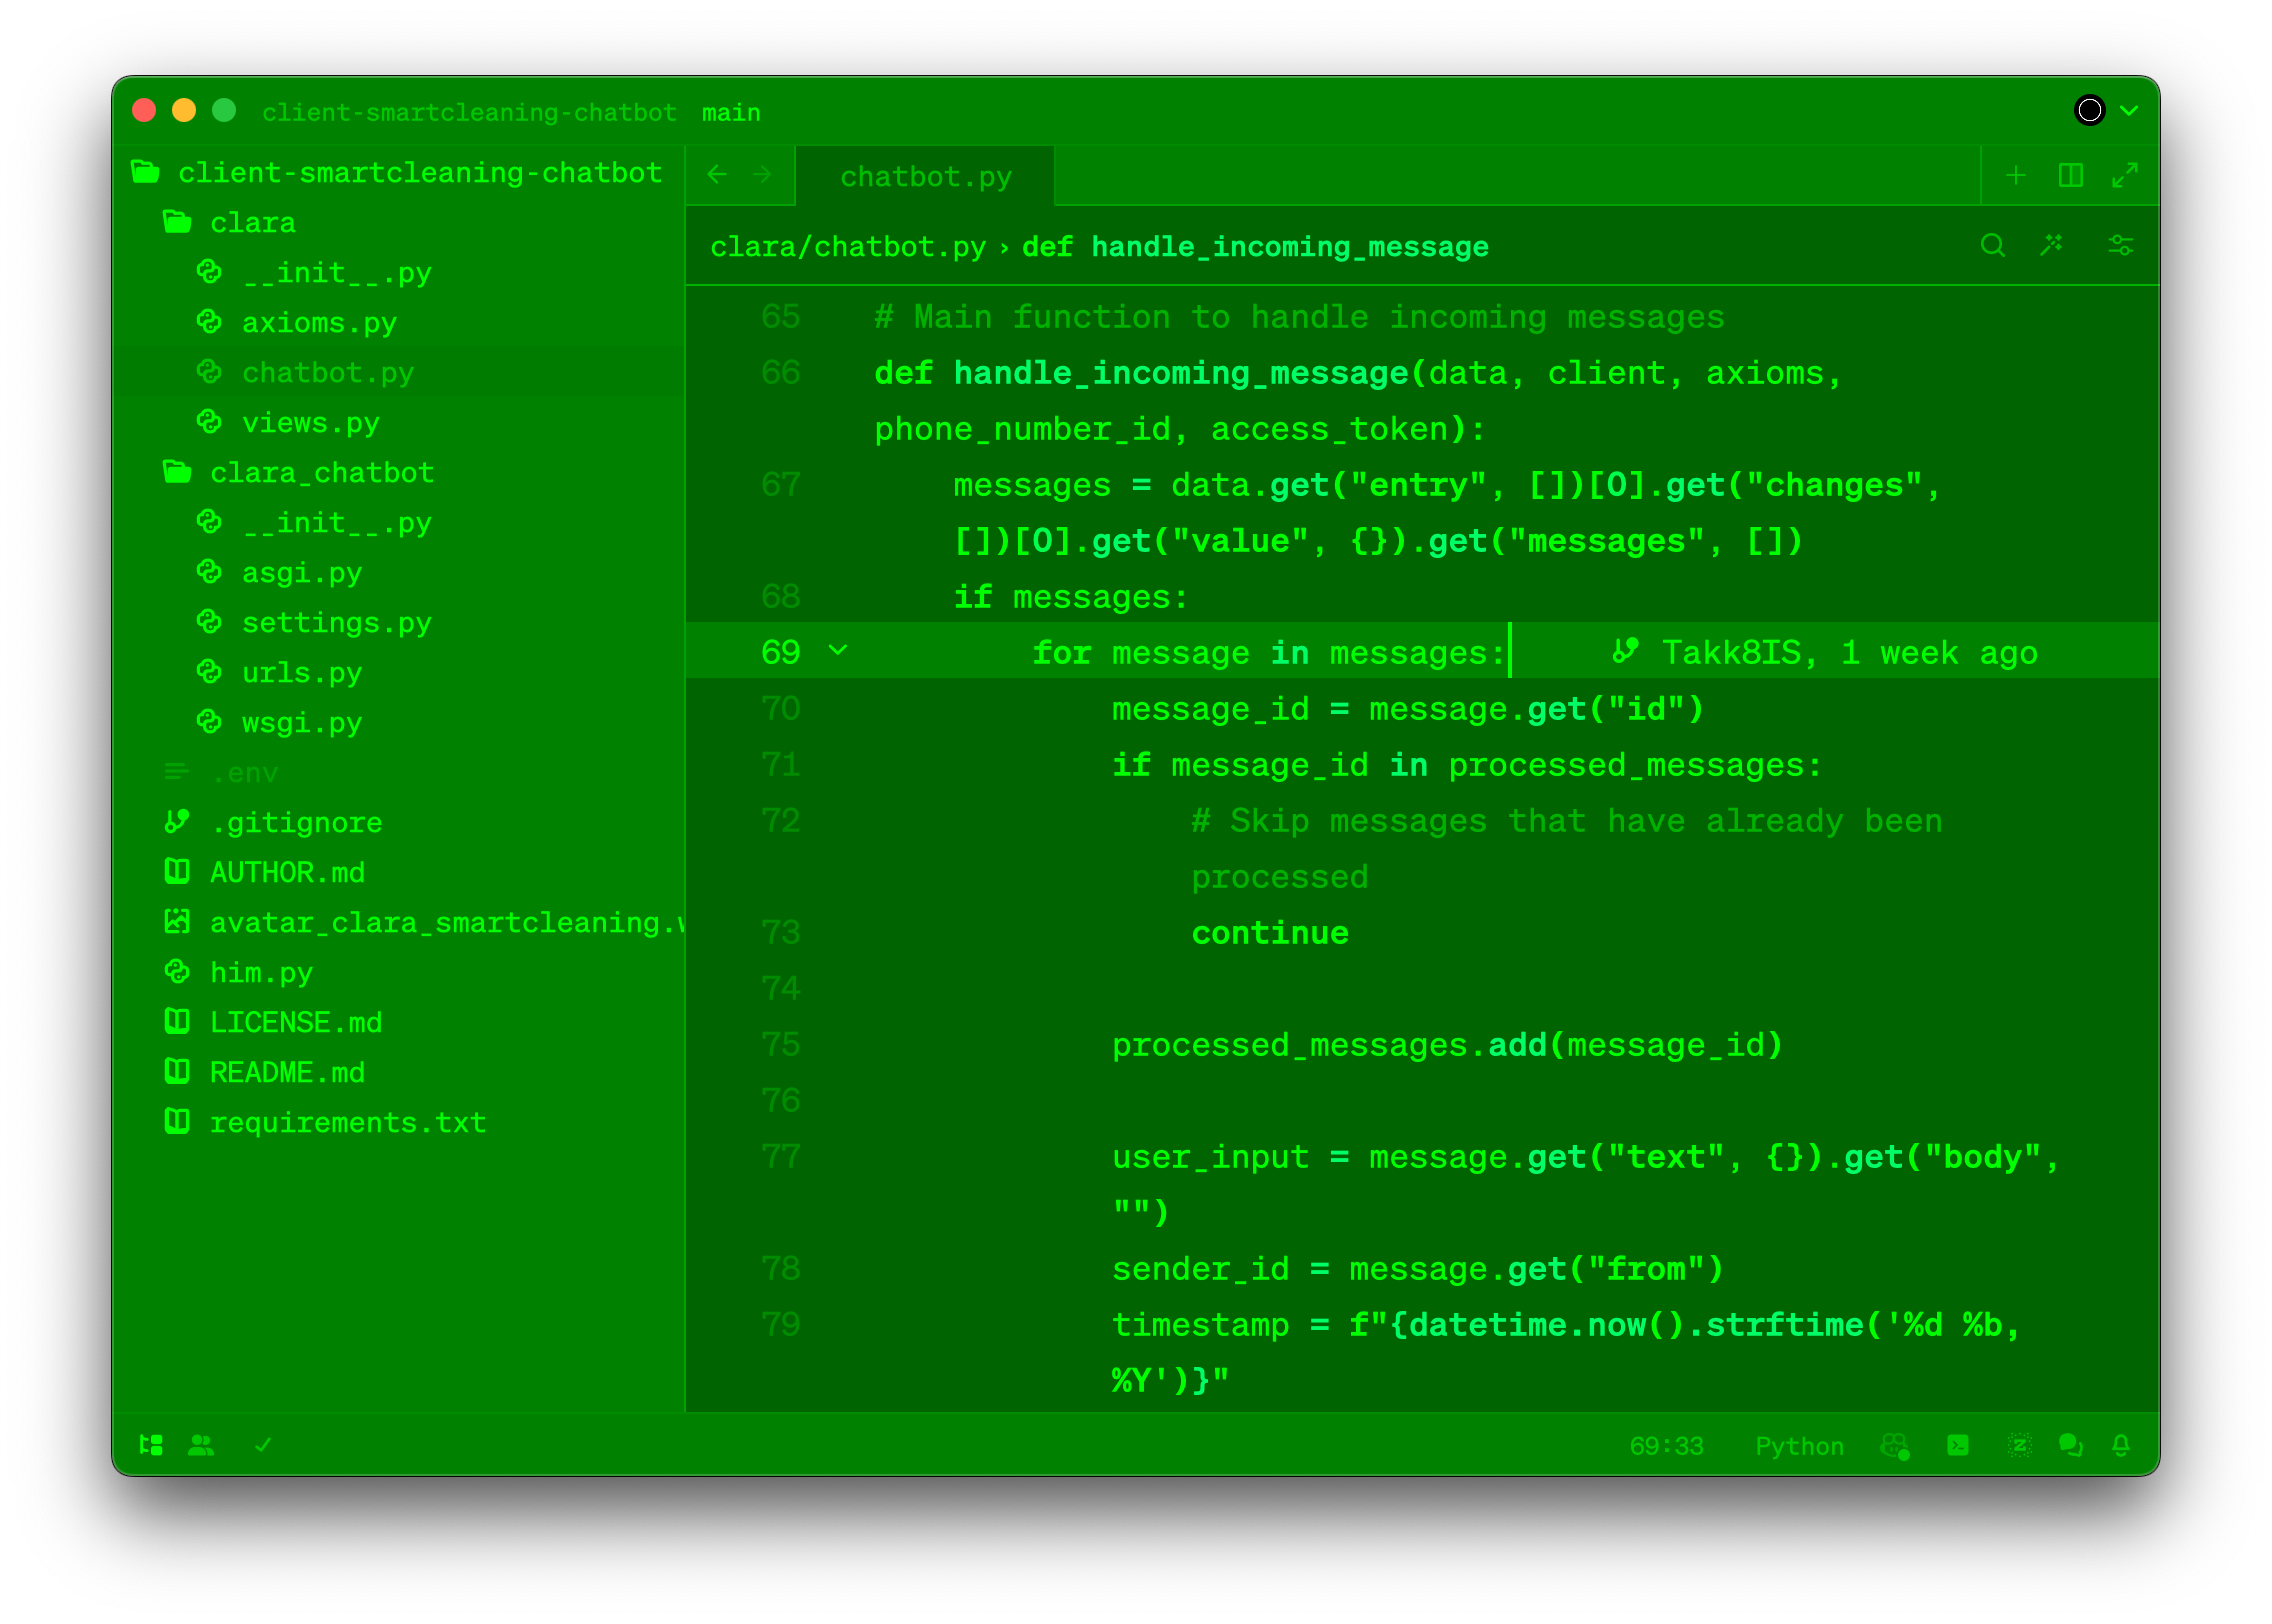 client-smartcleaning-chatbot main
client-smartcleaning-chatbot
clara
__init__.py
axioms.py
chatbot.py
views.py
clara_chatbot
__init__.py
asgi.py
settings.py
urls.py
wsgi.py
.env
.gitignore
AUTHOR.md
avatar_clara_smartcleaning.w
him.py
LICENSE.md
README.md
requirements.txt
chatbot.py
clara/chatbot.py › def handle_incoming_message
65 # Main function to handle incoming messages
66 def handle_incoming_message(data, client, axioms,
phone_number_id, access_token):
67 messages = data.get("entry", [])[0].get("changes",
[])[0].get("value", {}).get("messages", [])
68 if messages:
69 for message in messages: Takk8IS, 1 week ago
70 message_id = message.get("id")
71 if message_id in processed_messages:
72 # Skip messages that have already been
processed
73 continue
74
75 processed_messages.add(message_id)
76
77 user_input = message.get("text", {}).get("body",
"")
78 sender_id = message.get("from")
79 timestamp = f"{datetime.now().strftime('%d %b,
%Y')}"
69:33 Python